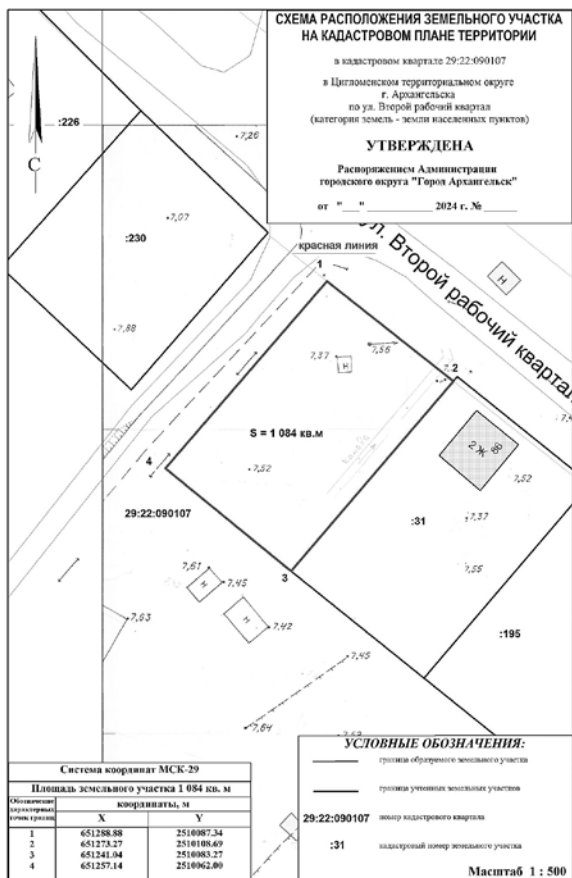 СХЕМА РАСПОЛОЖЕНИЯ ЗЕМЕЛЬНОГО УЧАСТКА
НА КАДАСТРОВОМ ПЛАНЕ ТЕРРИТОРИИ
в кадастровом квартале 29:22:090107
в Цигломенском территориальном округе
г. Архангельска
по ул. Второй рабочий квартал
(категория земель - земли населенных пунктов)
УТВЕРЖДЕНА
Распоряжением Администрации
городского округа "Город Архангельск"
от "___" __________ 2024 г. № _____
С
:226
7,26
7,07
:230
7,88
красная линия
ул. Второй рабочий квартал
Н
1
7,37
7,56
Н
2
S = 1 084 кв.м
2 Ж
7,52
4
7,52
29:22:090107
:31
7,37
7,55
3
7,61
7,45
Н
Н
7,42
7,63
:195
7,45
7,64
Система координат МСК-29
Площадь земельного участка 1 084 кв. м
Обозначение характерных точек границ
координаты, м
X Y
1 651288.88 2510087.34
2 651273.27 2510108.69
3 651241.04 2510083.27
4 651257.14 2510062.00
УСЛОВНЫЕ ОБОЗНАЧЕНИЯ:
граница образуемого земельного участка
граница учтенных земельных участков
29:22:090107 номер кадастрового квартала
:31 кадастровый номер земельного участка
Масштаб 1 : 500